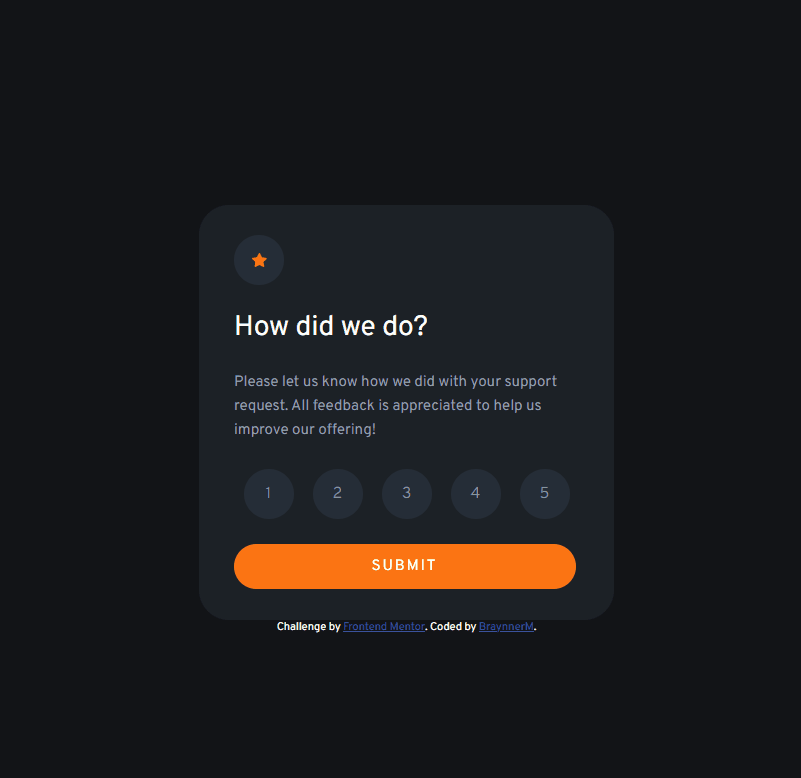 How did we do?
Please let us know how we did with your support
request. All feedback is appreciated to help us
improve our offering!
1 2 3 4 5
SUBMIT
Challenge by Frontend Mentor. Coded by BraynnerM.